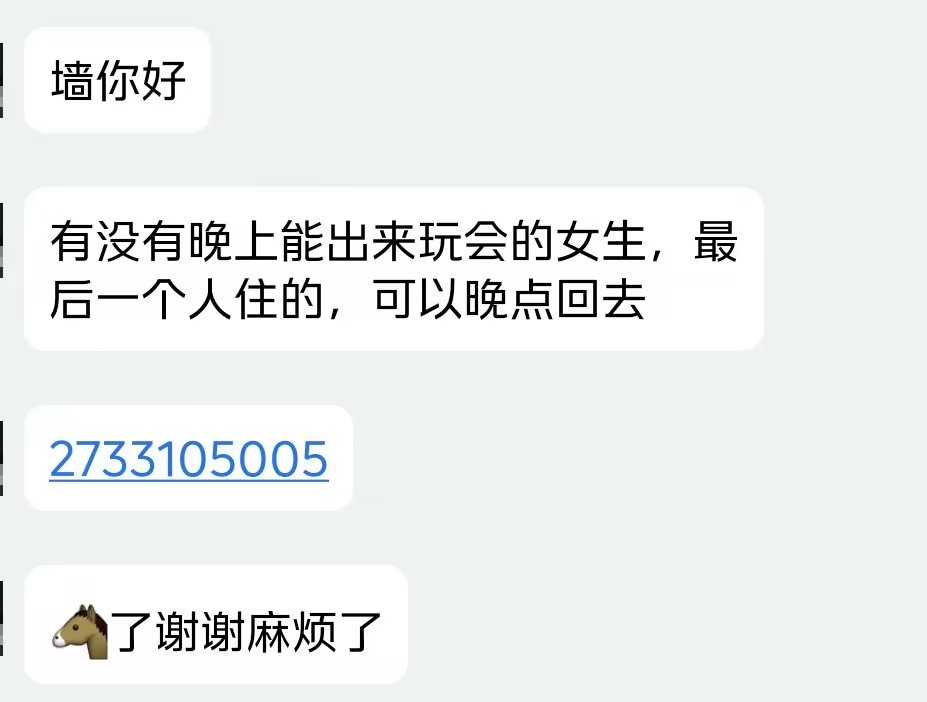 墙你好
有没有晚上能出来玩会的女生，最
后一个人住的，可以晚点回去
2733105005
🐴了谢谢麻烦了